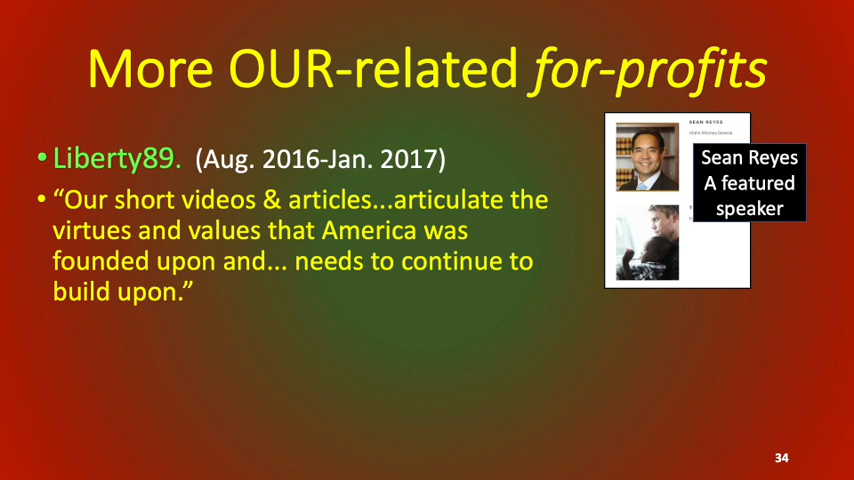 More OUR-related for-profits
• Liberty89. (Aug. 2016-Jan. 2017)
• “Our short videos & articles...articulate the
virtues and values that America was
founded upon and... needs to continue to
build upon.”
SEAN REYES
Utah's Attorney General
Sean Reyes
A featured
speaker
34